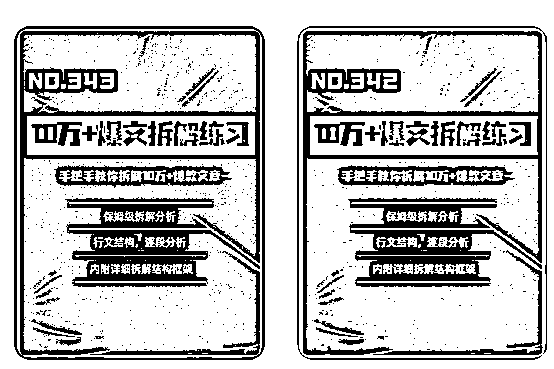 NO.343
10万+爆文拆解练习
手把手教你拆解10万+爆款文章
保姆级拆解分析
行文结构，逐段分析
内附详细拆解结构框架
NO.342
10万+爆文拆解练习
手把手教你拆解10万+爆款文章
保姆级拆解分析
行文结构，逐段分析
内附详细拆解结构框架